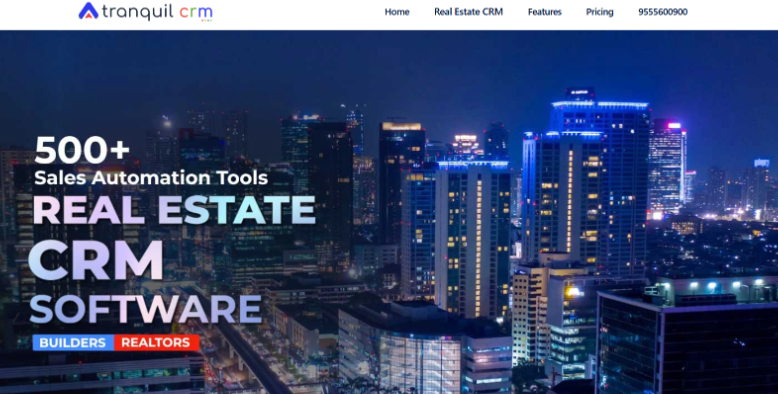 tranquil crm
Home Real Estate CRM Features Pricing 9555600900
500+
Sales Automation Tools
REAL ESTATE
CRM
SOFTWARE
BUILDERS REALTORS